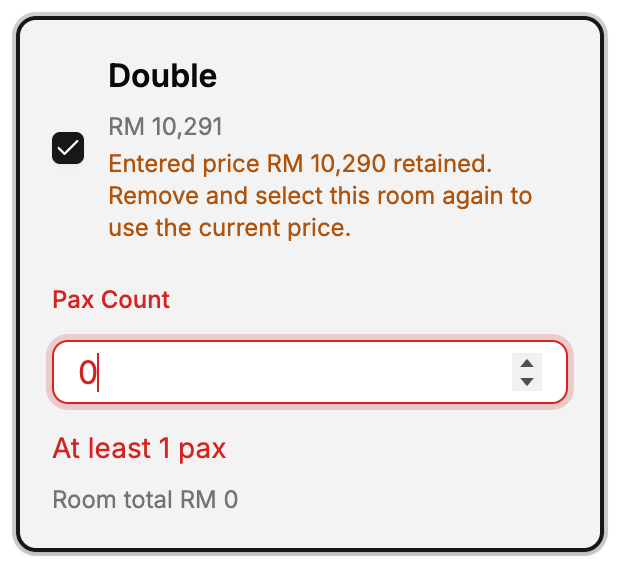 Double
RM 10,291
Entered price RM 10,290 retained.
Remove and select this room again to
use the current price.
Pax Count
0
At least 1 pax
Room total RM 0